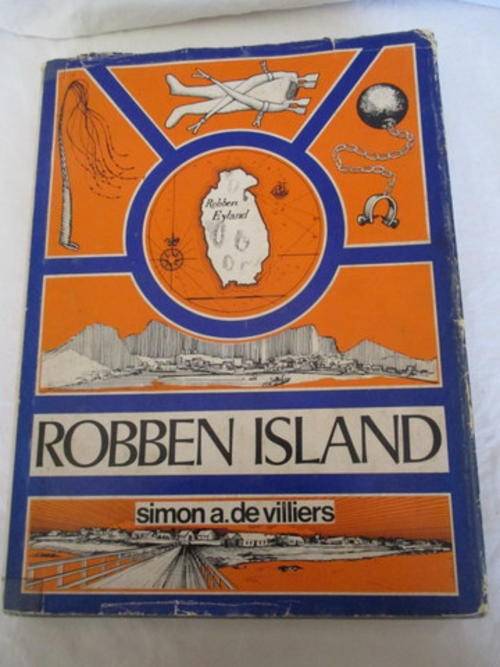 Robben
Eyland
ROBBEN ISLAND
simon a. de villiers